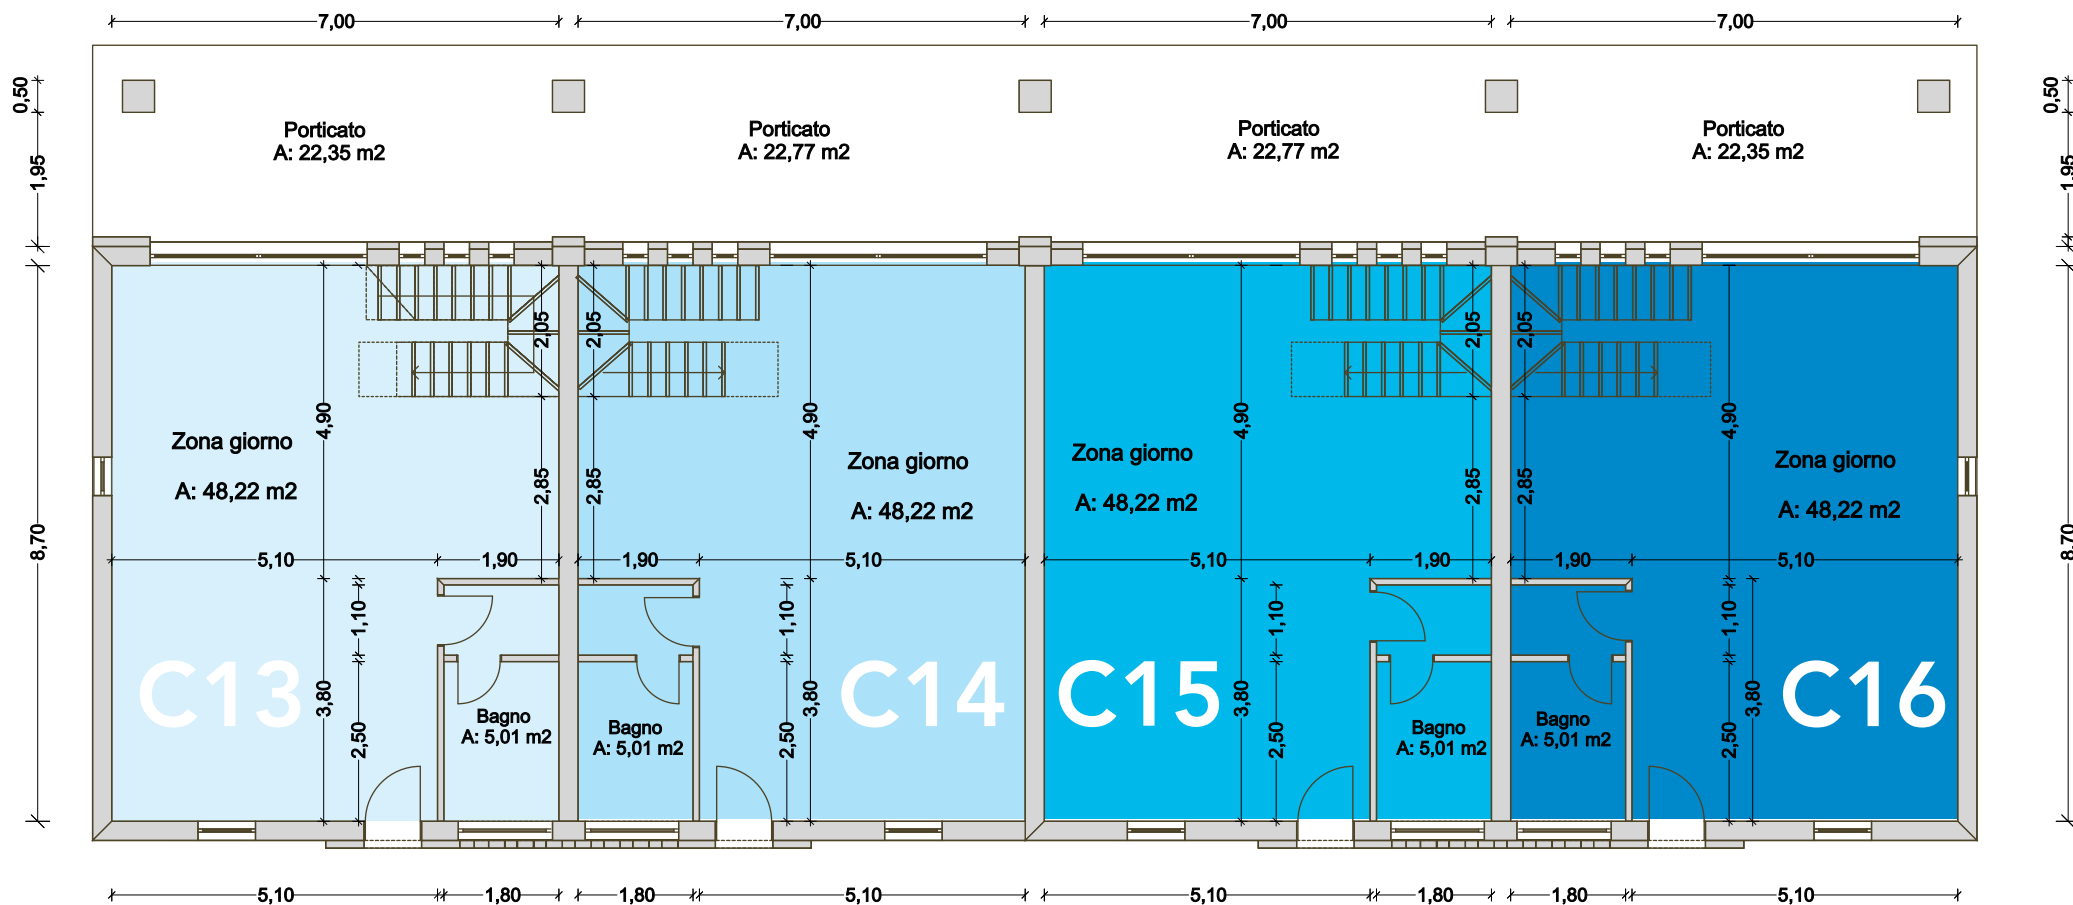 7,00
7,00
7,00
7,00
0,50
0,50
Porticato
A: 22,35 m2
Porticato
A: 22,77 m2
Porticato
A: 22,77 m2
Porticato
A: 22,35 m2
1,95
1,95
2,05
2,05
2,05
2,05
4,90
4,90
4,90
4,90
Zona giorno
A: 48,22 m2
Zona giorno
A: 48,22 m2
Zona giorno
A: 48,22 m2
Zona giorno
A: 48,22 m2
2,85
2,85
2,85
2,85
8,70
8,70
5,10
1,90
1,90
5,10
5,10
1,90
1,90
5,10
1,10
1,10
1,10
1,10
C13
C14
C15
C16
3,80
3,80
3,80
3,80
Bagno
A: 5,01 m2
Bagno
A: 5,01 m2
Bagno
A: 5,01 m2
Bagno
A: 5,01 m2
2,50
2,50
2,50
2,50
5,10
1,80
1,80
5,10
5,10
1,80
1,80
5,10